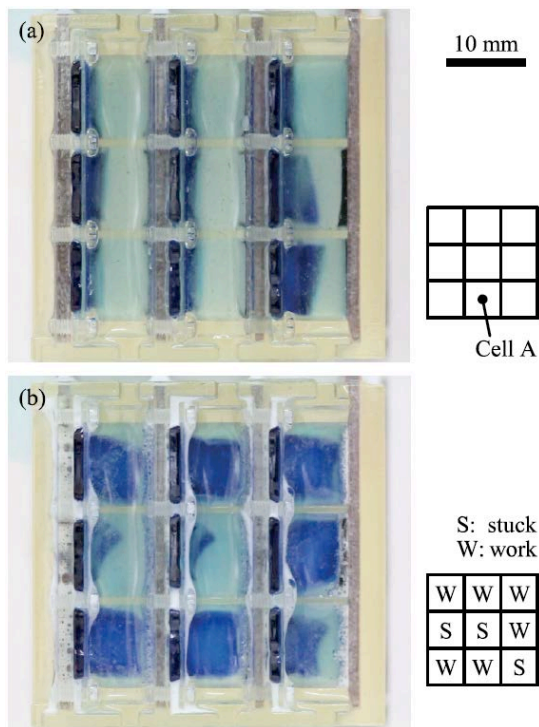 (a)
10 mm
Cell A
(b)
S: stuck
W: work
W W W
S S W
W W S